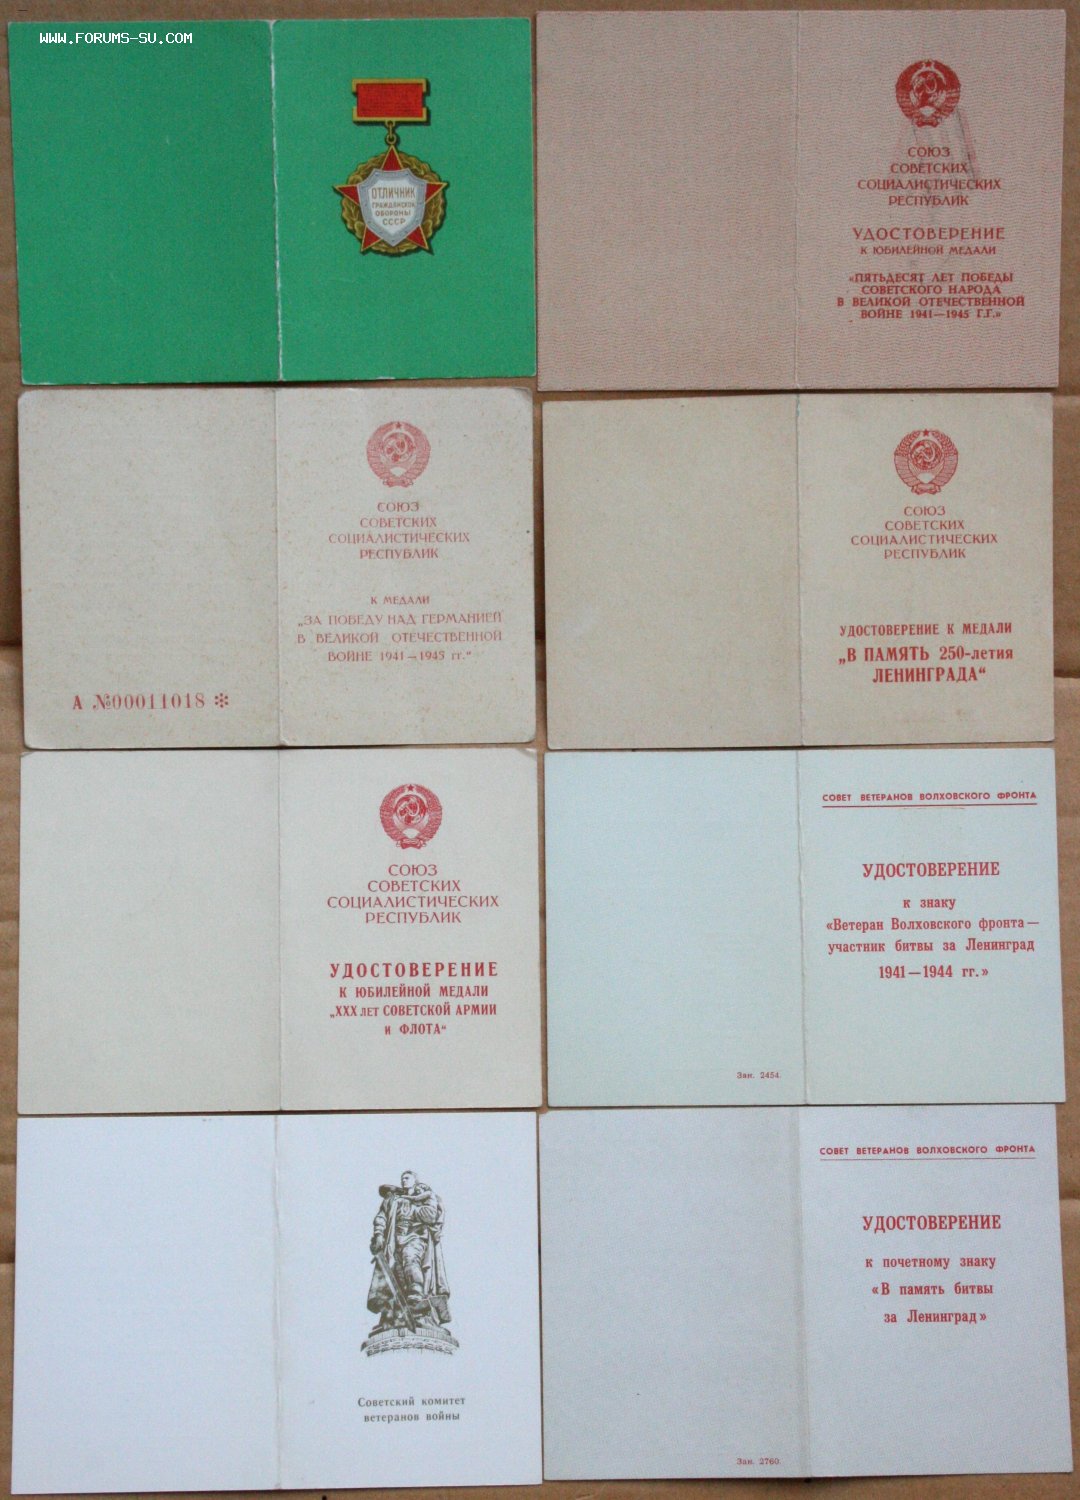 WWW.FORUMS-SU.COM
ОТЛИЧНИК
ГРАЖДАНСКОЙ
ОБОРОНЫ
СССР
СОЮЗ
СОВЕТСКИХ
СОЦИАЛИСТИЧЕСКИХ
РЕСПУБЛИК
УДОСТОВЕРЕНИЕ
К ЮБИЛЕЙНОЙ МЕДАЛИ
«ПЯТЬДЕСЯТ ЛЕТ ПОБЕДЫ
СОВЕТСКОГО НАРОДА
В ВЕЛИКОЙ ОТЕЧЕСТВЕННОЙ
ВОЙНЕ 1941—1945 Г.Г.»
СОЮЗ
СОВЕТСКИХ
СОЦИАЛИСТИЧЕСКИХ
РЕСПУБЛИК
К МЕДАЛИ
„ЗА ПОБЕДУ НАД ГЕРМАНИЕЙ
В ВЕЛИКОЙ ОТЕЧЕСТВЕННОЙ
ВОЙНЕ 1941—1945 гг.“
А №00011018 ✻
СОЮЗ
СОВЕТСКИХ
СОЦИАЛИСТИЧЕСКИХ
РЕСПУБЛИК
УДОСТОВЕРЕНИЕ К МЕДАЛИ
„В ПАМЯТЬ 250-летия
ЛЕНИНГРАДА“
СОЮЗ
СОВЕТСКИХ
СОЦИАЛИСТИЧЕСКИХ
РЕСПУБЛИК
УДОСТОВЕРЕНИЕ
К ЮБИЛЕЙНОЙ МЕДАЛИ
„XXX ЛЕТ СОВЕТСКОЙ АРМИИ
И ФЛОТА“
СОВЕТ ВЕТЕРАНОВ ВОЛХОВСКОГО ФРОНТА
УДОСТОВЕРЕНИЕ
к знаку
«Ветеран Волховского фронта—
участник битвы за Ленинград
1941—1944 гг.»
Зак. 2454
Советский комитет
ветеранов войны
СОВЕТ ВЕТЕРАНОВ ВОЛХОВСКОГО ФРОНТА
УДОСТОВЕРЕНИЕ
к почетному знаку
«В память битвы
за Ленинград»
Зак. 2760.